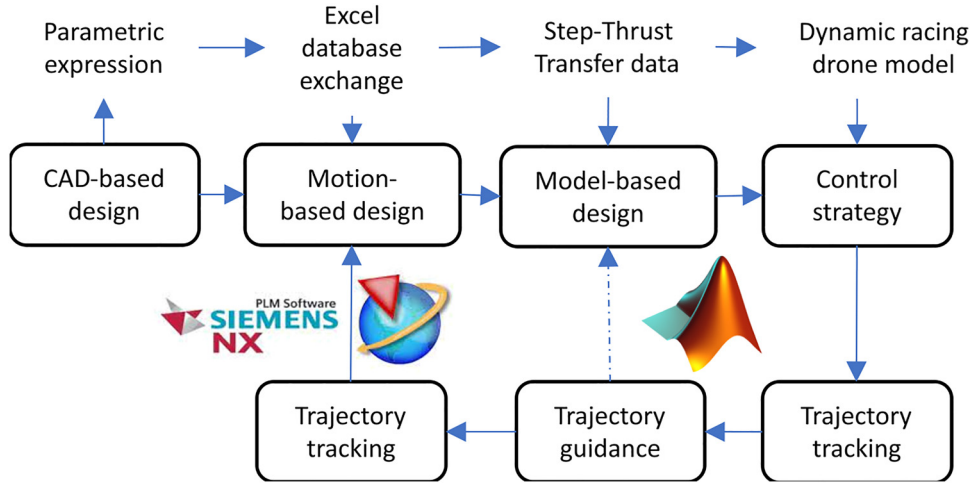 Parametric
expression
Excel
database
exchange
Step-Thrust
Transfer data
Dynamic racing
drone model
CAD-based
design
Motion-
based design
Model-based
design
Control
strategy
PLM Software
SIEMENS
NX
Trajectory
tracking
Trajectory
guidance
Trajectory
tracking